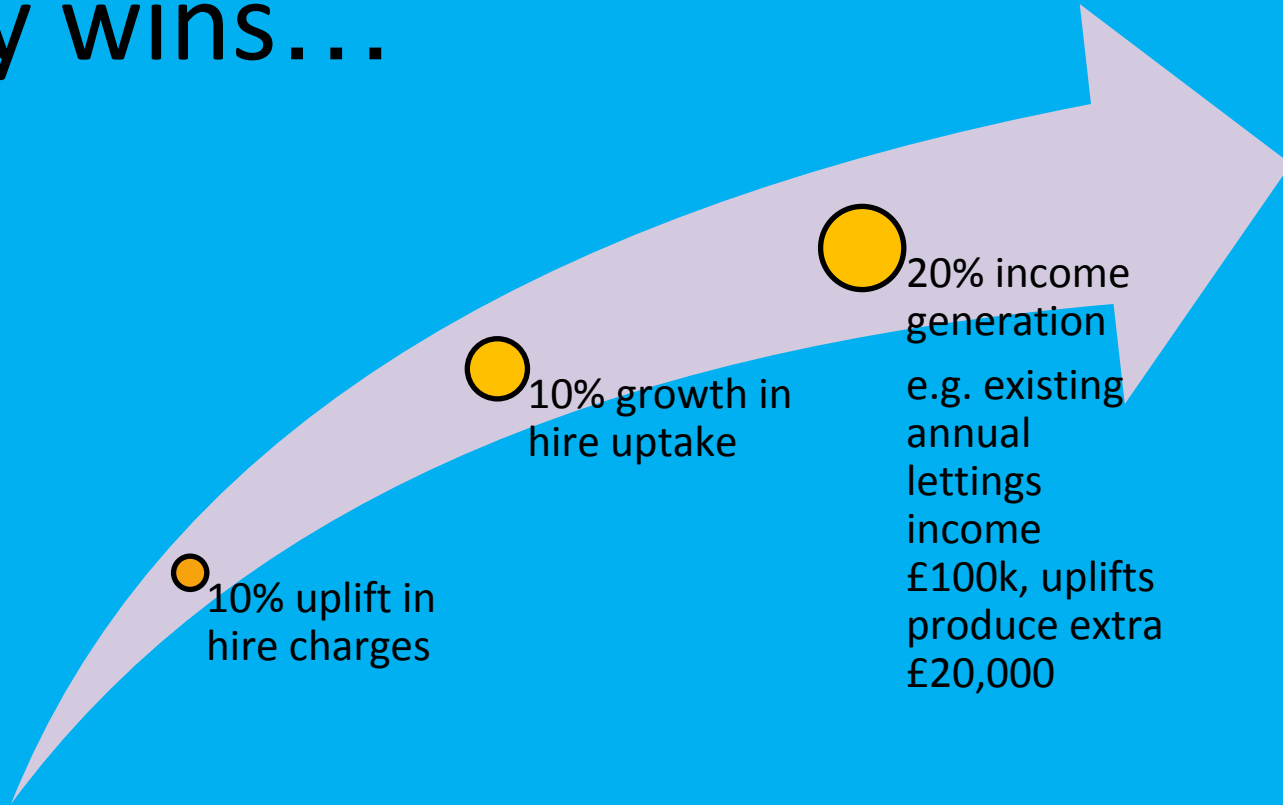 y wins…
20% income
generation
e.g. existing
annual
lettings
income
£100k, uplifts
produce extra
£20,000
10% growth in
hire uptake
10% uplift in
hire charges